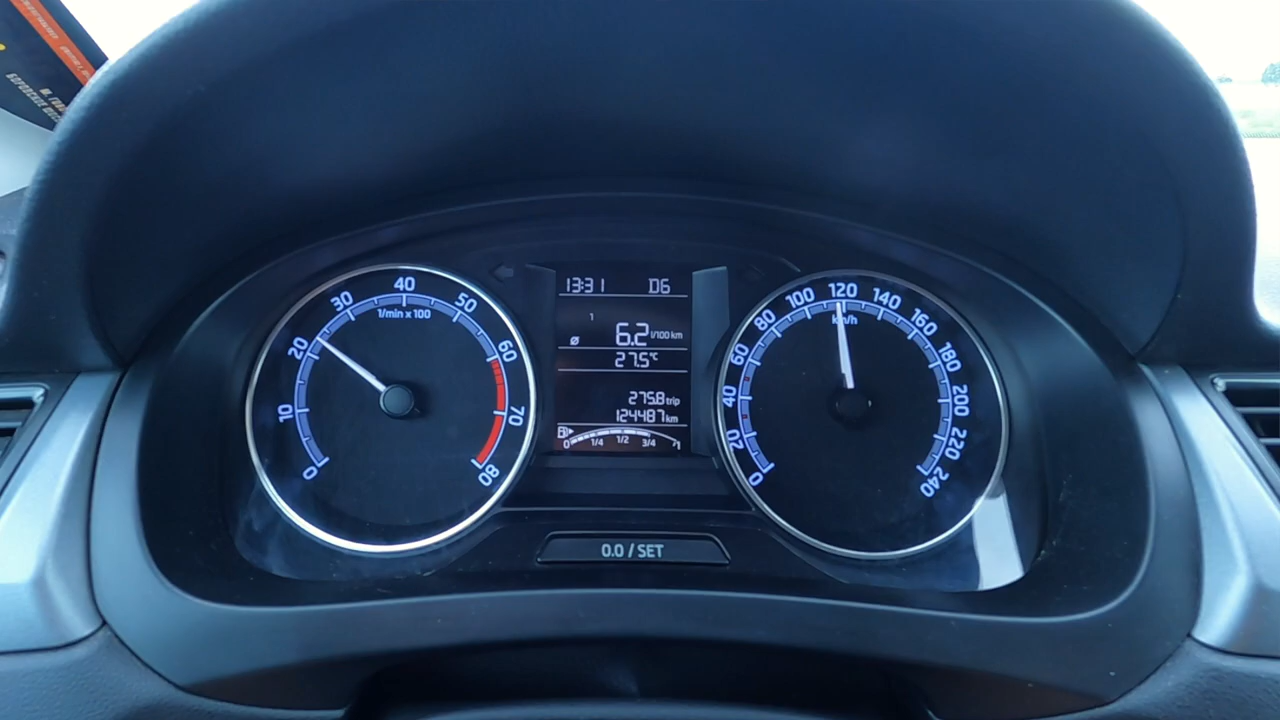 13:31 D6
1
ø 6.2 l/100 km
27.5°C
275.8 trip
124487 km
0 1/4 1/2 3/4 1
0 10 20 30 40 50 60 70 80
1/min x 100
0 20 40 60 80 100 120 140 160 180 200 220 240
km/h
0.0 / SET